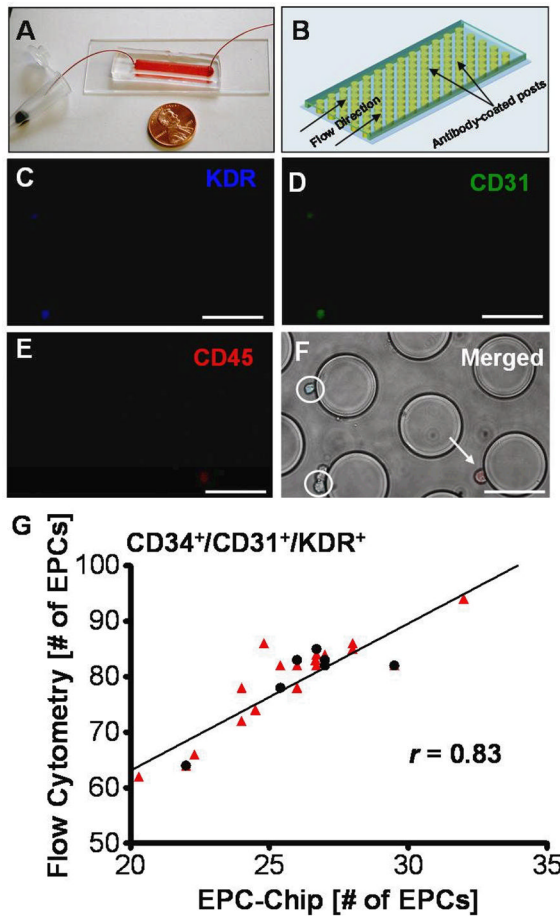 A
B
Flow Direction
Antibody-coated posts
C
KDR
D
CD31
E
CD45
F
Merged
G
CD34⁺/CD31⁺/KDR⁺
Flow Cytometry [# of EPCs]
100
90
80
70
60
50
r = 0.83
20
25
30
35
EPC-Chip [# of EPCs]